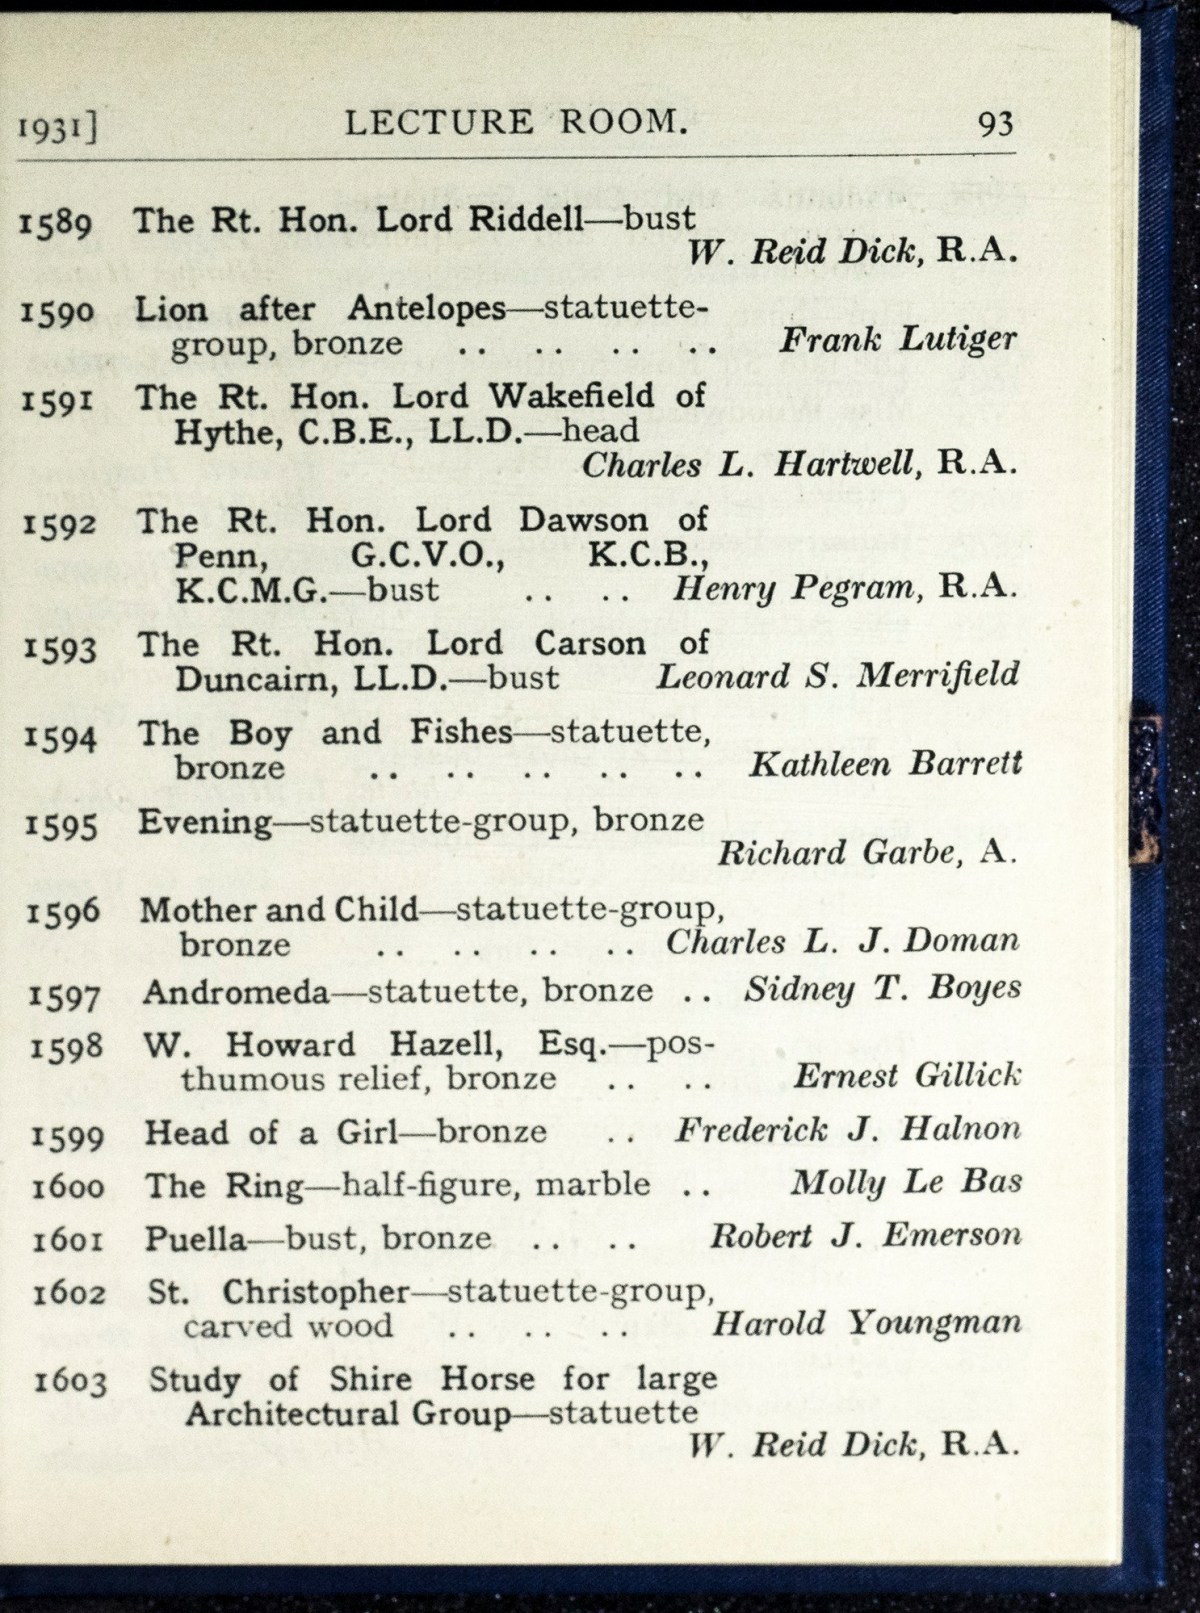 1931] LECTURE ROOM. 93
1589 The Rt. Hon. Lord Riddell—bust
W. Reid Dick, R.A.
1590 Lion after Antelopes—statuette-
group, bronze .. .. .. .. Frank Lutiger
1591 The Rt. Hon. Lord Wakefield of
Hythe, C.B.E., LL.D.—head
Charles L. Hartwell, R.A.
1592 The Rt. Hon. Lord Dawson of
Penn, G.C.V.O., K.C.B.,
K.C.M.G.—bust .. .. Henry Pegram, R.A.
1593 The Rt. Hon. Lord Carson of
Duncairn, LL.D.—bust Leonard S. Merrifield
1594 The Boy and Fishes—statuette,
bronze .. .. .. .. .. Kathleen Barrett
1595 Evening—statuette-group, bronze
Richard Garbe, A.
1596 Mother and Child—statuette-group,
bronze .. .. .. .. Charles L. J. Doman
1597 Andromeda—statuette, bronze .. Sidney T. Boyes
1598 W. Howard Hazell, Esq.—pos-
thumous relief, bronze .. .. Ernest Gillick
1599 Head of a Girl—bronze .. Frederick J. Halnon
1600 The Ring—half-figure, marble .. Molly Le Bas
1601 Puella—bust, bronze .. .. Robert J. Emerson
1602 St. Christopher—statuette-group,
carved wood .. .. .. Harold Youngman
1603 Study of Shire Horse for large
Architectural Group—statuette
W. Reid Dick, R.A.